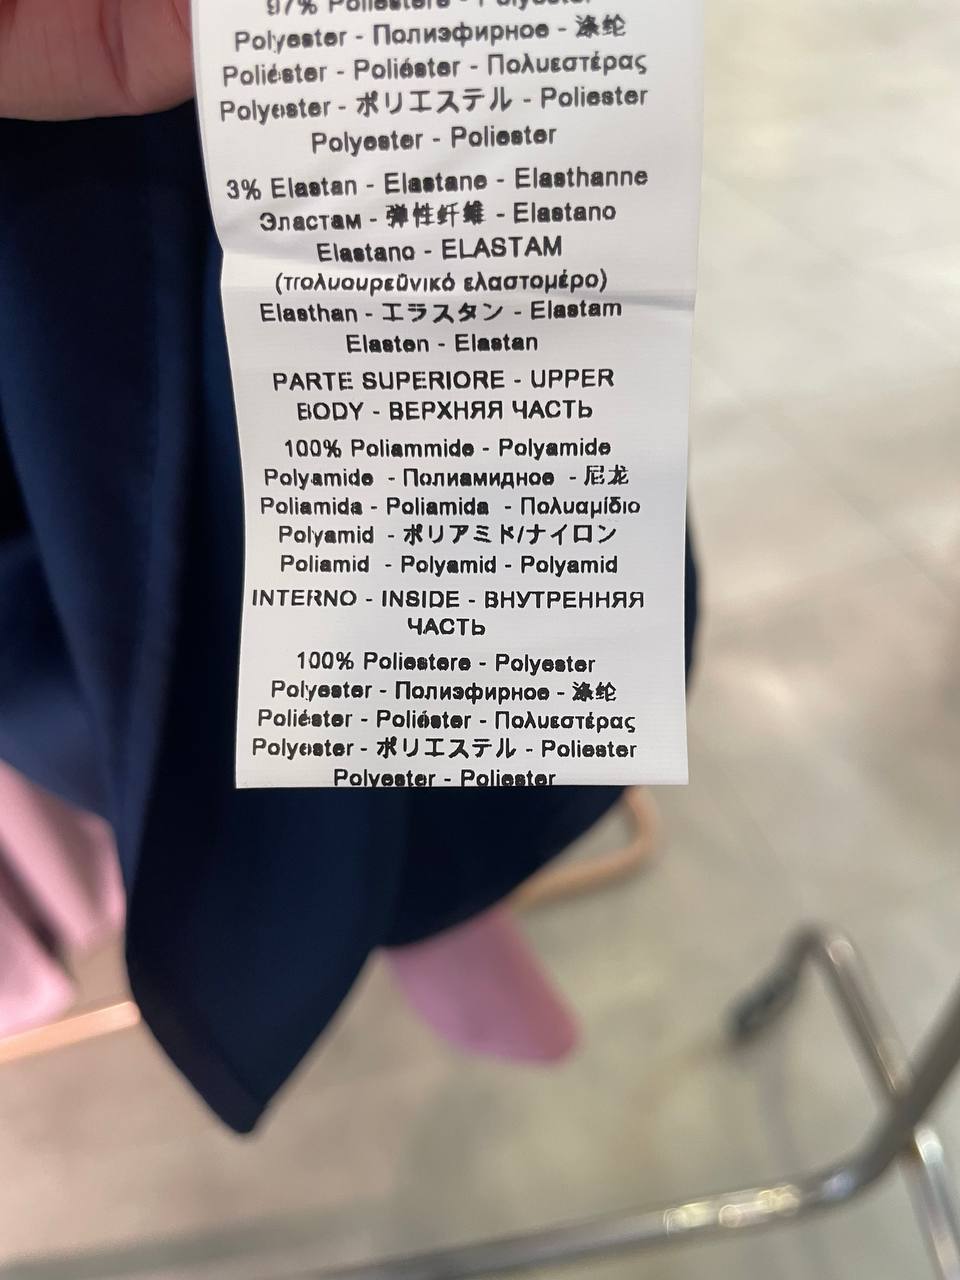 97% Poliestere - Polyester
Polyester - Полиэфирное - 涤纶
Poliéster - Poliéster - Πολυεστέρας
Polyester - ポリエステル - Poliester
Polyester - Poliester
3% Elastan - Elastane - Elasthanne
Эластам - 弹性纤维 - Elastano
Elastano - ELASTAM
(πολυουρεϋνικό ελαστομέρο)
Elasthan - エラスタン - Elastam
Elasten - Elastan
PARTE SUPERIORE - UPPER
BODY - ВЕРХНЯЯ ЧАСТЬ
100% Poliammide - Polyamide
Polyamide - Полиамидное - 尼龙
Poliamida - Poliamida - Πολυαμίδιο
Polyamid - ポリアミド/ナイロン
Poliamid - Polyamid - Polyamid
INTERNO - INSIDE - ВНУТРЕННЯЯ
ЧАСТЬ
100% Poliestere - Polyester
Polyester - Полиэфирное - 涤纶
Poliéster - Poliéster - Πολυεστέρας
Polyester - ポリエステル - Poliester
Polyester - Poliester